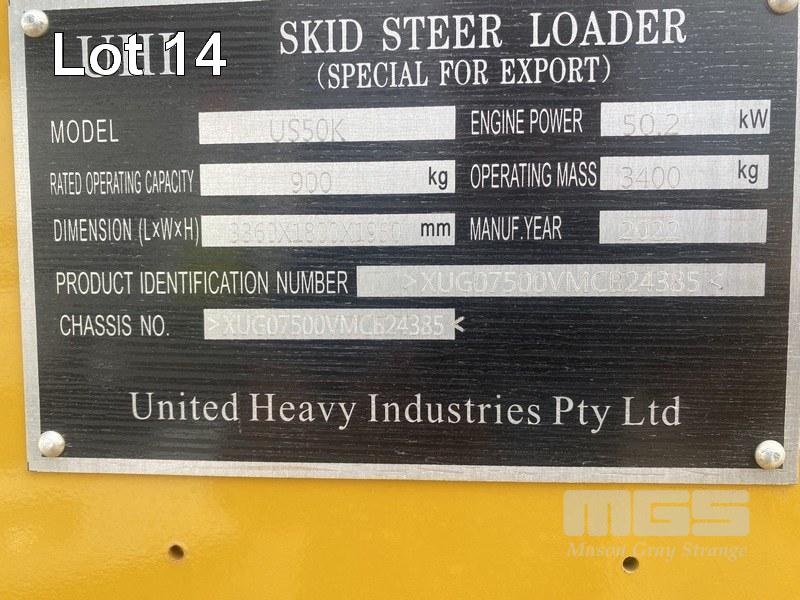 Lot 14
UHI SKID STEER LOADER
(SPECIAL FOR EXPORT)
MODEL US50K ENGINE POWER 50.2 kW
RATED OPERATING CAPACITY 900 kg OPERATING MASS 3400 kg
DIMENSION (L×W×H) mm MANUF.YEAR 2022
PRODUCT IDENTIFICATION NUMBER >XUG07500VMCB24385<
CHASSIS NO. >XUG07500VMCB24385<
United Heavy Industries Pty Ltd
MGS
Mason Gray Strange